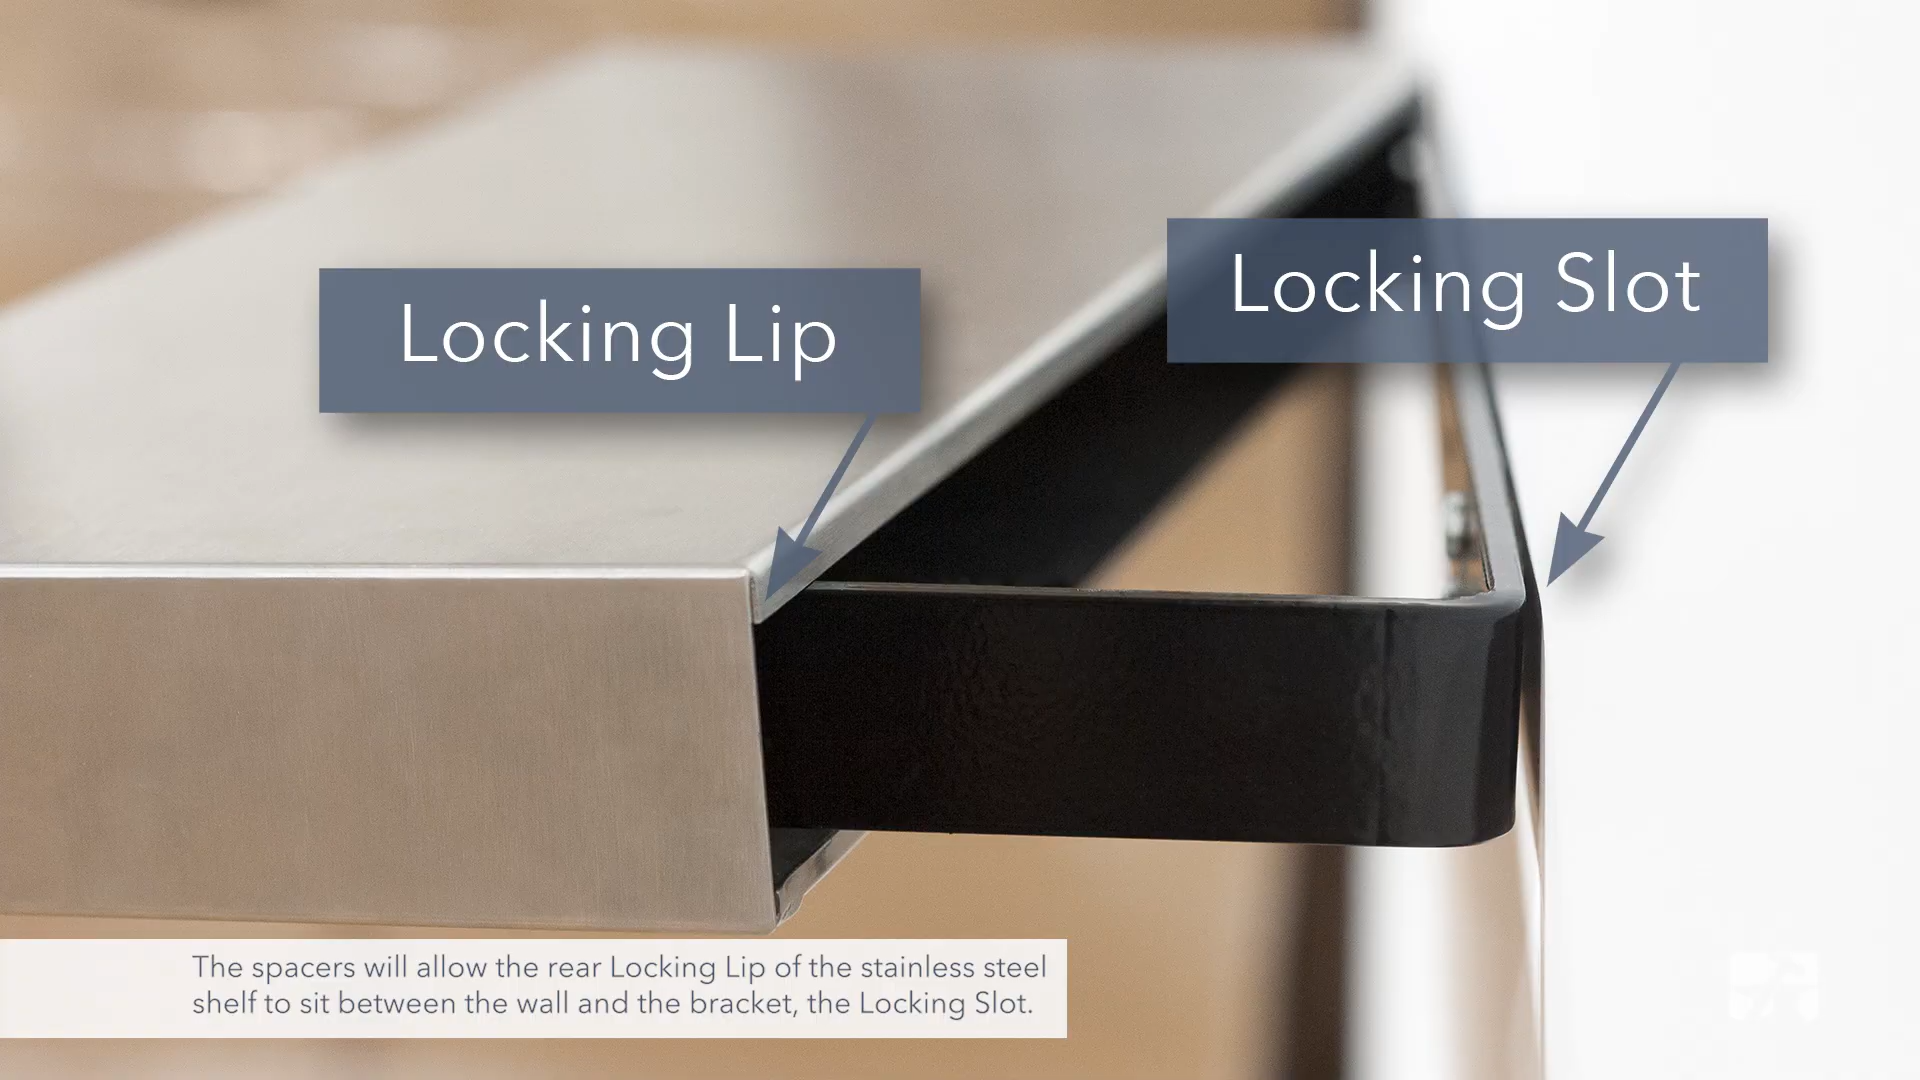 Locking Lip
Locking Slot
The spacers will allow the rear Locking Lip of the stainless steel
shelf to sit between the wall and the bracket, the Locking Slot.